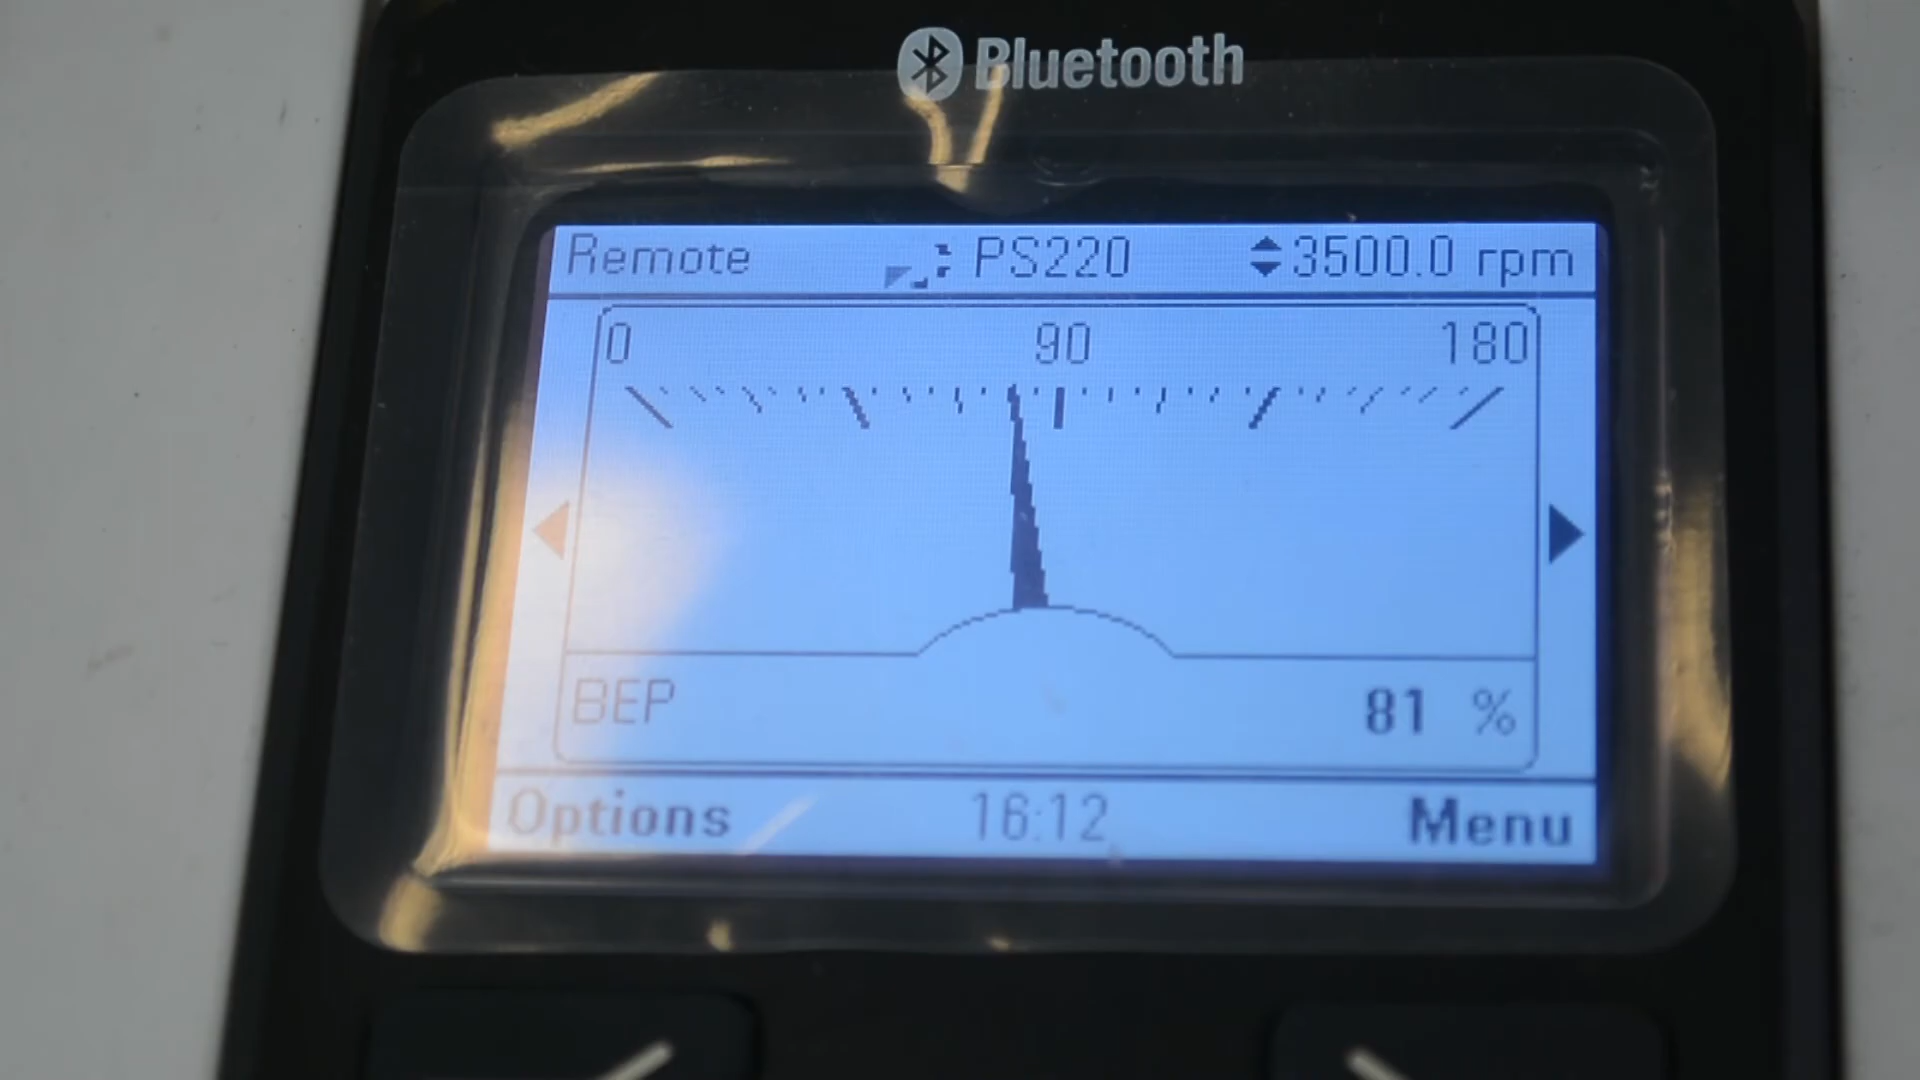 Bluetooth
Remote PS220 3500.0 rpm
0 90 180
BEP 81 %
Options 16:12 Menu